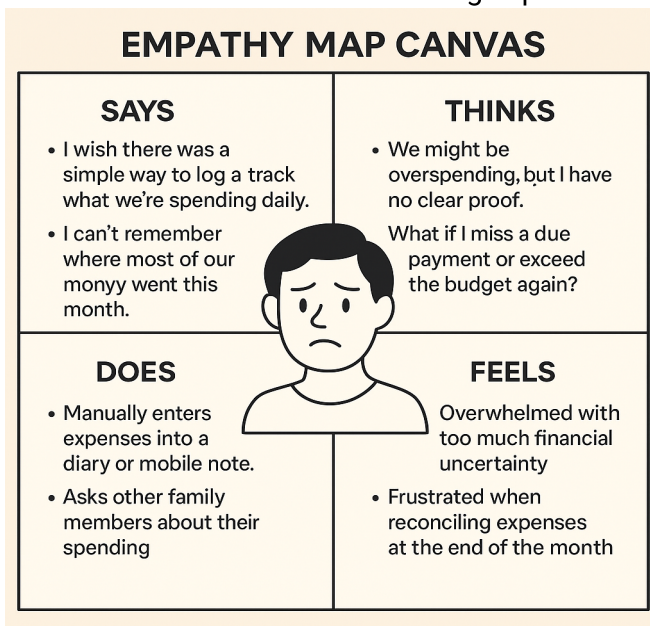 EMPATHY MAP CANVAS
SAYS
• I wish there was a
simple way to log a track
what we're spending daily.
• I can't remember
where most of our
monyy went this
month.
THINKS
• We might be
overspending, but I have
no clear proof.
What if I miss a due
payment or exceed
the budget again?
DOES
• Manually enters
expenses into a
diary or mobile note.
• Asks other family
members about their
spending
FEELS
Overwhelmed with
too much financial
uncertainty
• Frustrated when
reconciling expenses
at the end of the month